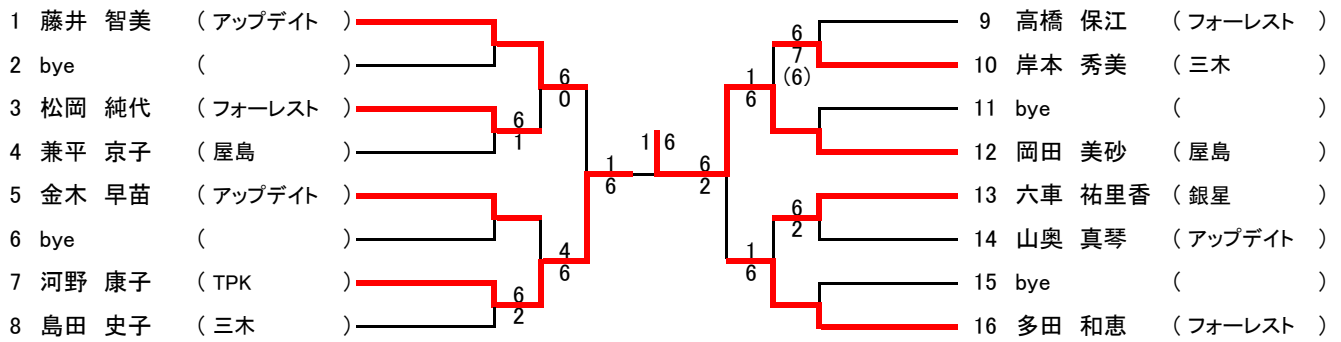 1 藤井 智美 ( アップデイト )
2 bye ( )
3 松岡 純代 ( フォーレスト )
4 兼平 京子 ( 屋島 )
5 金木 早苗 ( アップデイト )
6 bye ( )
7 河野 康子 ( TPK )
8 島田 史子 ( 三木 )
6
1
6
2
6
0
4
6
1
6
1 6
6
2
1
6
1
6
6
7
(6)
6
2
9 高橋 保江 ( フォーレスト )
10 岸本 秀美 ( 三木 )
11 bye ( )
12 岡田 美砂 ( 屋島 )
13 六車 祐里香 ( 銀星 )
14 山奥 真琴 ( アップデイト )
15 bye ( )
16 多田 和恵 ( フォーレスト )